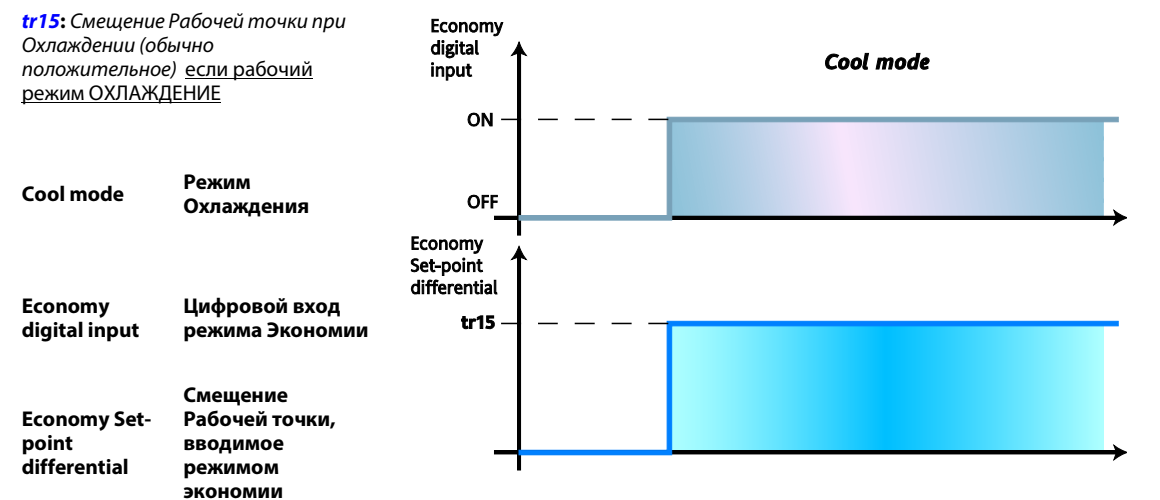 tr15: Смещение Рабочей точки при
Охлаждении (обычно
положительное) если рабочий
режим ОХЛАЖДЕНИЕ
Cool mode
Режим
Охлаждения
Economy
digital input
Цифровой вход
режима Экономии
Economy Set-
point
differential
Смещение
Рабочей точки,
вводимое
режимом
экономии
Economy
digital
input
Cool mode
ON
OFF
Economy
Set-point
differential
tr15